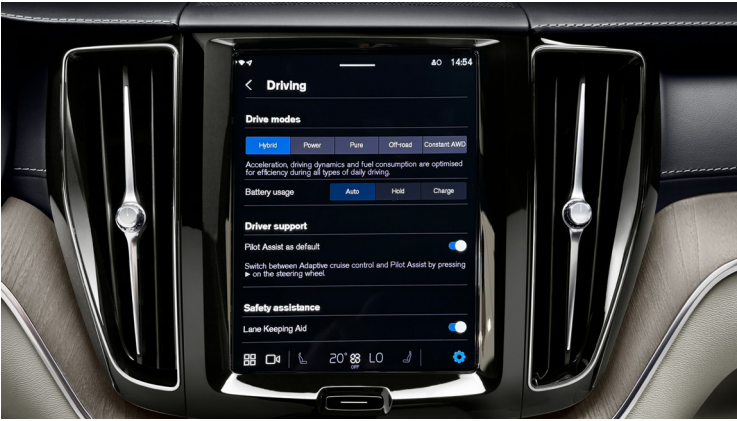 14:54
Driving
Drive modes
Hybrid Power Pure Off-road Constant AWD
Acceleration, driving dynamics and fuel consumption are optimised
for efficiency during all types of daily driving.
Battery usage Auto Hold Charge
Driver support
Pilot Assist as default
Switch between Adaptive cruise control and Pilot Assist by pressing
► on the steering wheel.
Safety assistance
Lane Keeping Aid
20° LO
OFF